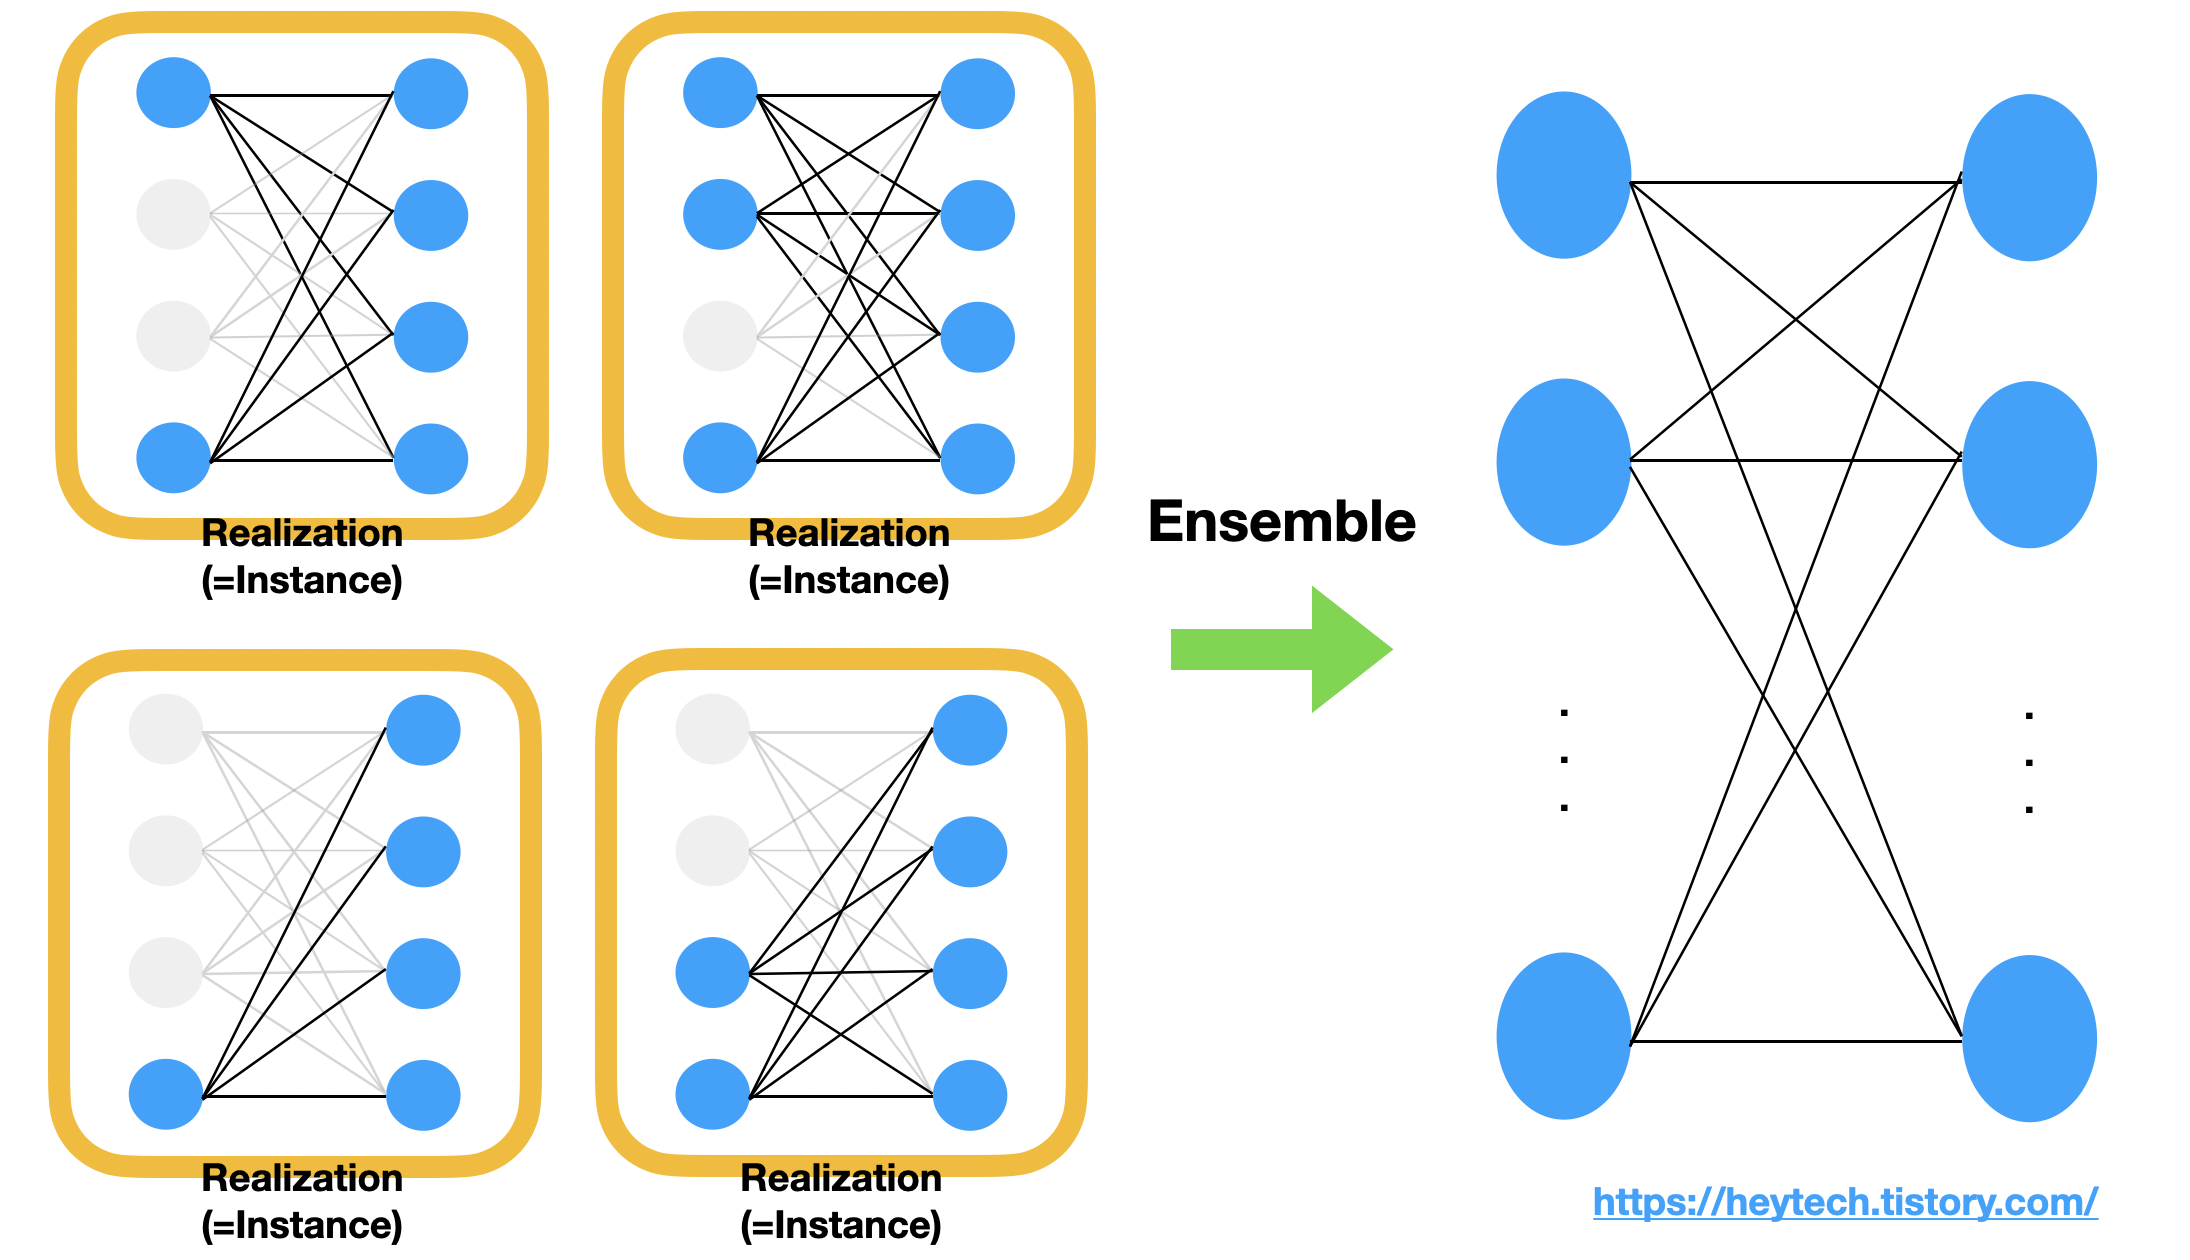 Realization
(=Instance)
Realization
(=Instance)
Ensemble
Realization
(=Instance)
Realization
(=Instance)
https://heytech.tistory.com/